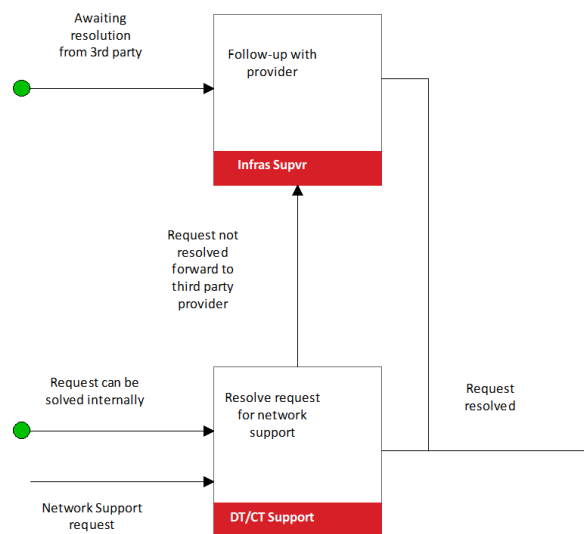 Awaiting
resolution
from 3rd party
Follow-up with
provider
Infras Supvr
Request not
resolved
forward to
third party
provider
Request can be
solved internally
Resolve request
for network
support
Request
resolved
Network Support
request
DT/CT Support